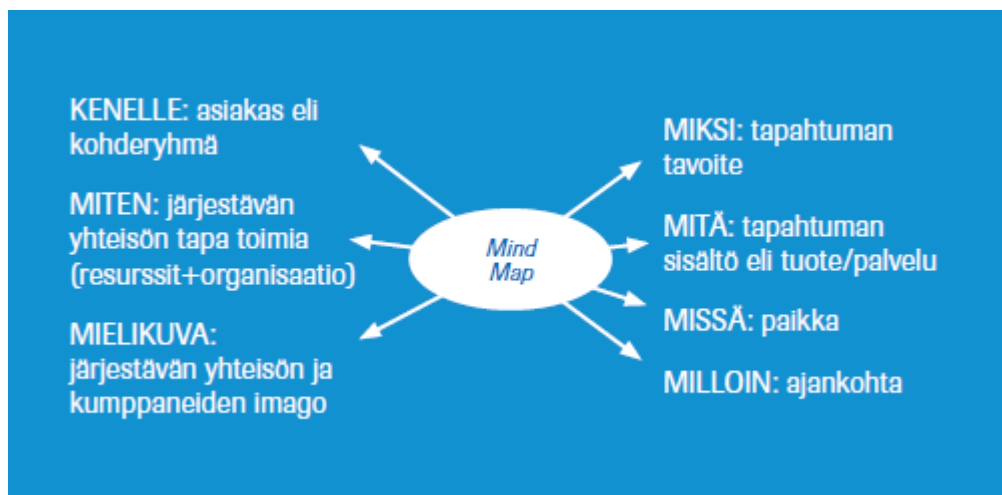 KENELLE: asiakas eli
kohderyhmä
MITEN: järjestävän
yhteisön tapa toimia
(resurssit+organisaatio)
MIELIKUVA:
järjestävän yhteisön ja
kumppaneiden imago
Mind
Map
MIKSI: tapahtuman
tavoite
MITÄ: tapahtuman
sisältö eli tuote/palvelu
MISSÄ: paikka
MILLOIN: ajankohta